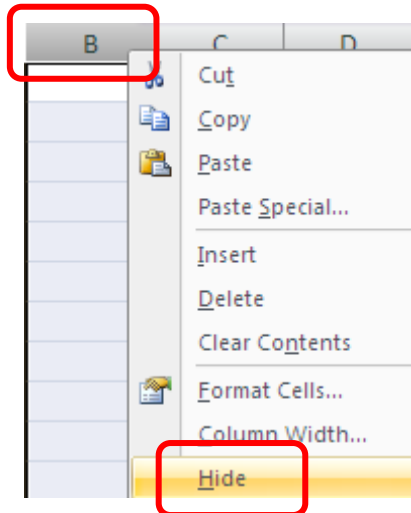 B C D
Cut
Copy
Paste
Paste Special...
Insert
Delete
Clear Contents
Format Cells...
Column Width...
Hide